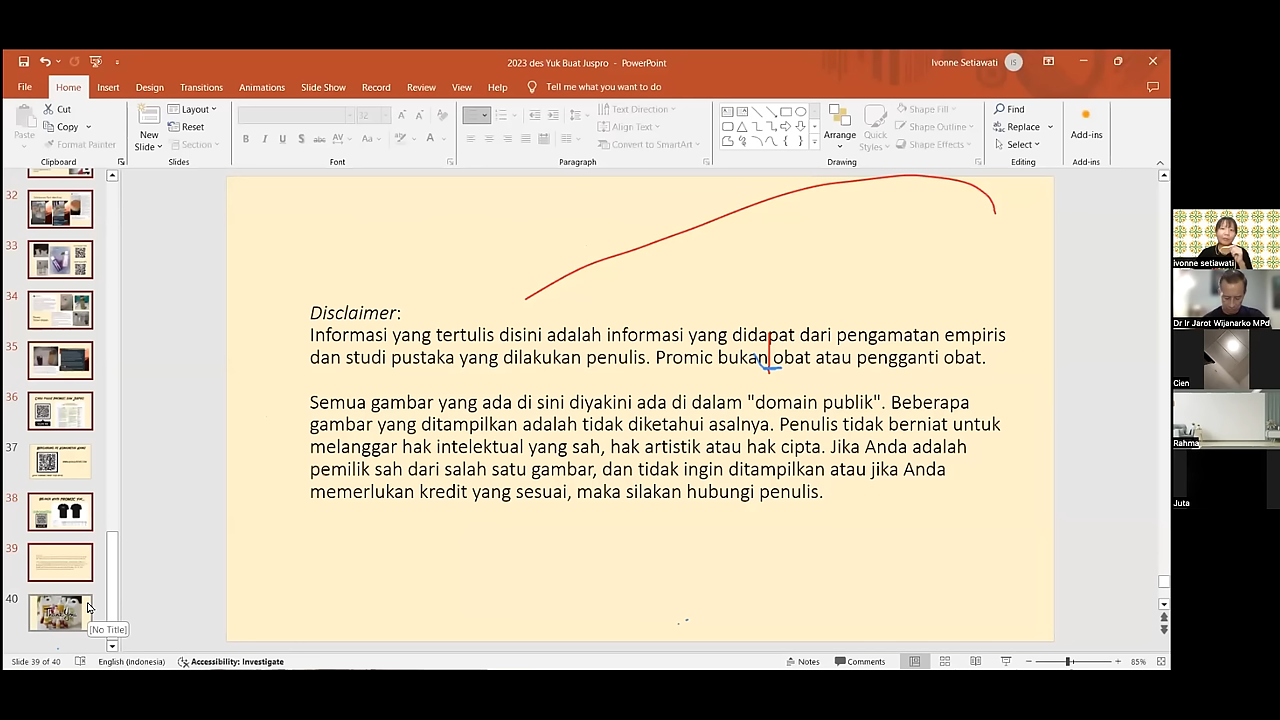 2023 des Yuk Buat Juspro - PowerPoint
Ivonne Setiawati
IS
File Home Insert Design Transitions Animations Slide Show Record Review View Help Tell me what you want to do
Paste
Cut
Copy
Format Painter
Clipboard
New Slide
Layout
Reset
Section
Slides
32
Font
Text Direction
Align Text
Convert to SmartArt
Paragraph
Arrange
Quick Styles
Shape Fill
Shape Outline
Shape Effects
Drawing
Find
Replace
Select
Editing
Add-ins
Add-ins
32
33
34
35
36
37
38
39
40
[No Title]
Disclaimer:
Informasi yang tertulis disini adalah informasi yang didapat dari pengamatan empiris
dan studi pustaka yang dilakukan penulis. Promic bukan obat atau pengganti obat.
Semua gambar yang ada di sini diyakini ada di dalam "domain publik". Beberapa
gambar yang ditampilkan adalah tidak diketahui asalnya. Penulis tidak berniat untuk
melanggar hak intelektual yang sah, hak artistik atau hak cipta. Jika Anda adalah
pemilik sah dari salah satu gambar, dan tidak ingin ditampilkan atau jika Anda
memerlukan kredit yang sesuai, maka silakan hubungi penulis.
ivonne setiawati
Dr Ir Jarot Wijanarko MPd
Cien
Rahma
Juta
Slide 39 of 40 English (Indonesia) Accessibility: Investigate Notes Comments 85%